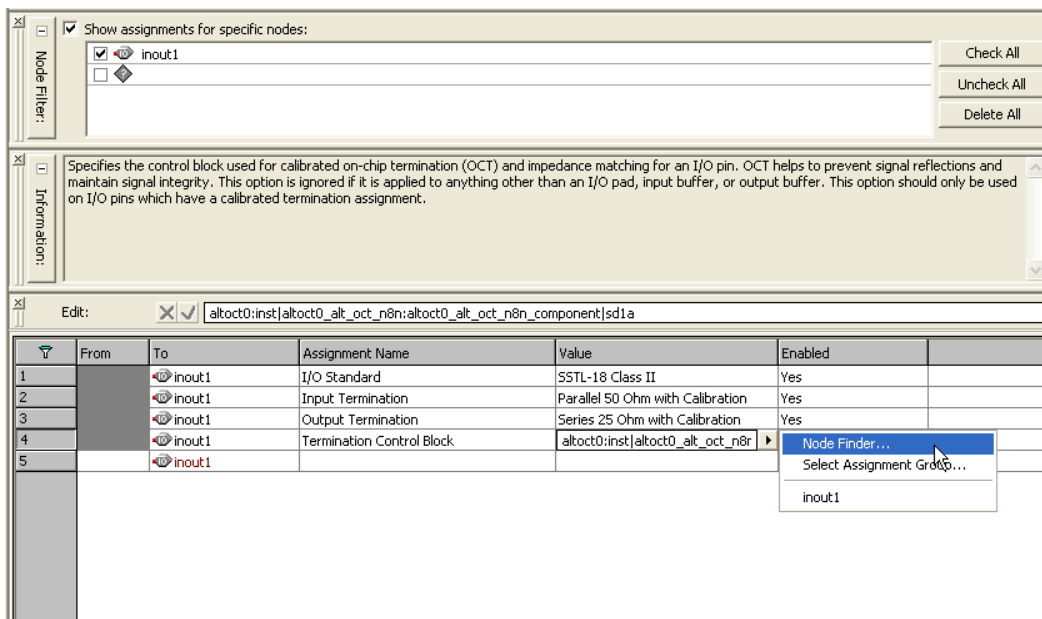 Show assignments for specific nodes:
Node Filter:
inout1
Check All
Uncheck All
Delete All
Information:
Specifies the control block used for calibrated on-chip termination (OCT) and impedance matching for an I/O pin. OCT helps to prevent signal reflections and
maintain signal integrity. This option is ignored if it is applied to anything other than an I/O pad, input buffer, or output buffer. This option should only be used
on I/O pins which have a calibrated termination assignment.
Edit: altoct0:inst|altoct0_alt_oct_n8n:altoct0_alt_oct_n8n_component|sd1a
From To Assignment Name Value Enabled
1 inout1 I/O Standard SSTL-18 Class II Yes
2 inout1 Input Termination Parallel 50 Ohm with Calibration Yes
3 inout1 Output Termination Series 25 Ohm with Calibration Yes
4 inout1 Termination Control Block altoct0:inst|altoct0_alt_oct_n8r
5 inout1
Node Finder...
Select Assignment Group...
inout1